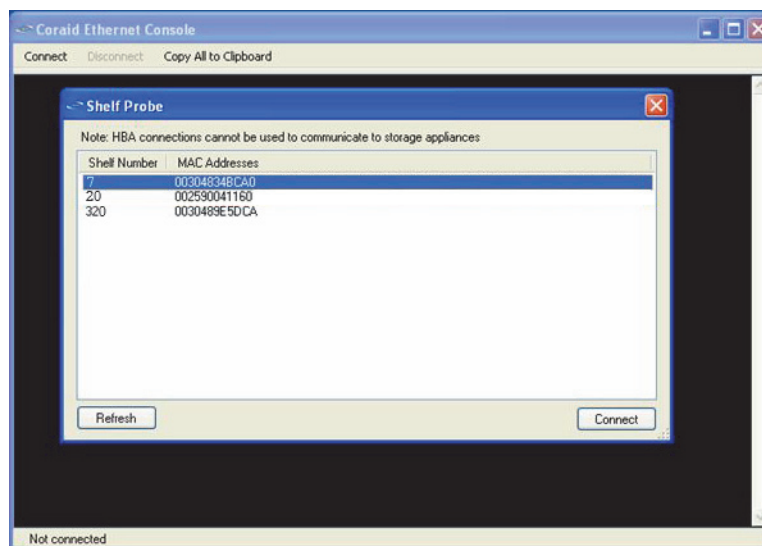 Coraid Ethernet Console
Connect Disconnect Copy All to Clipboard
Shelf Probe
Note: HBA connections cannot be used to communicate to storage appliances
Shelf Number MAC Addresses
7 00304834BCA0
20 002590041160
320 0030489E5DCA
Refresh Connect
Not connected